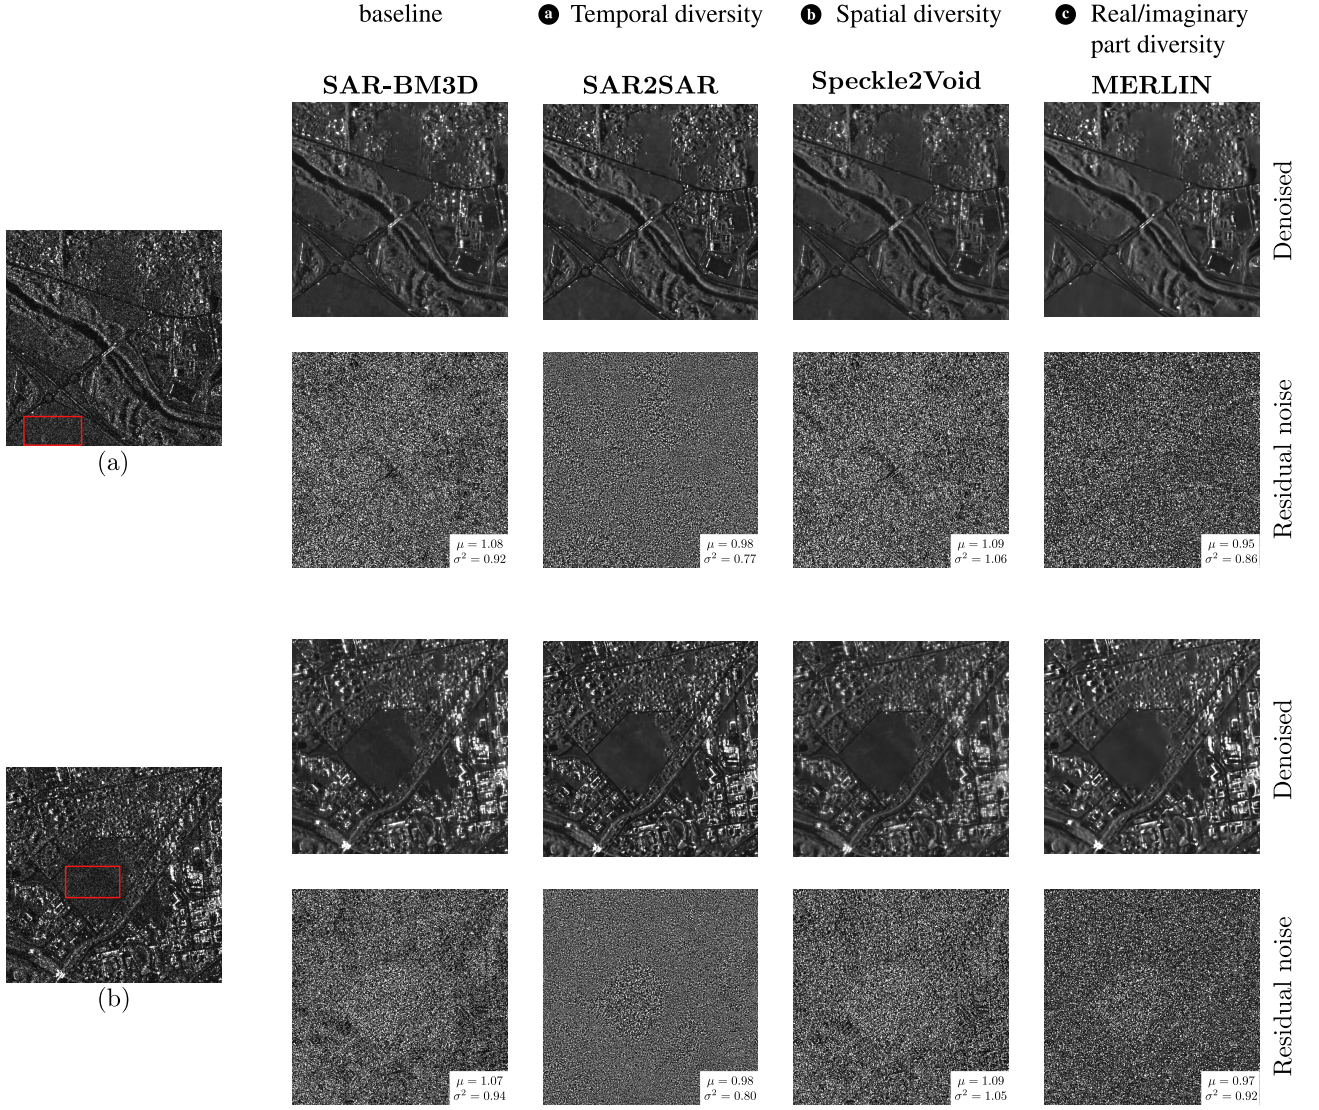 baseline
a Temporal diversity
b Spatial diversity
c Real/imaginary
part diversity
SAR-BM3D
SAR2SAR
Speckle2Void
MERLIN
Denoised
(a)
Residual noise
μ = 1.08
σ² = 0.92
μ = 0.98
σ² = 0.77
μ = 1.09
σ² = 1.06
μ = 0.95
σ² = 0.86
Denoised
(b)
Residual noise
μ = 1.07
σ² = 0.94
μ = 0.98
σ² = 0.80
μ = 1.09
σ² = 1.05
μ = 0.97
σ² = 0.92